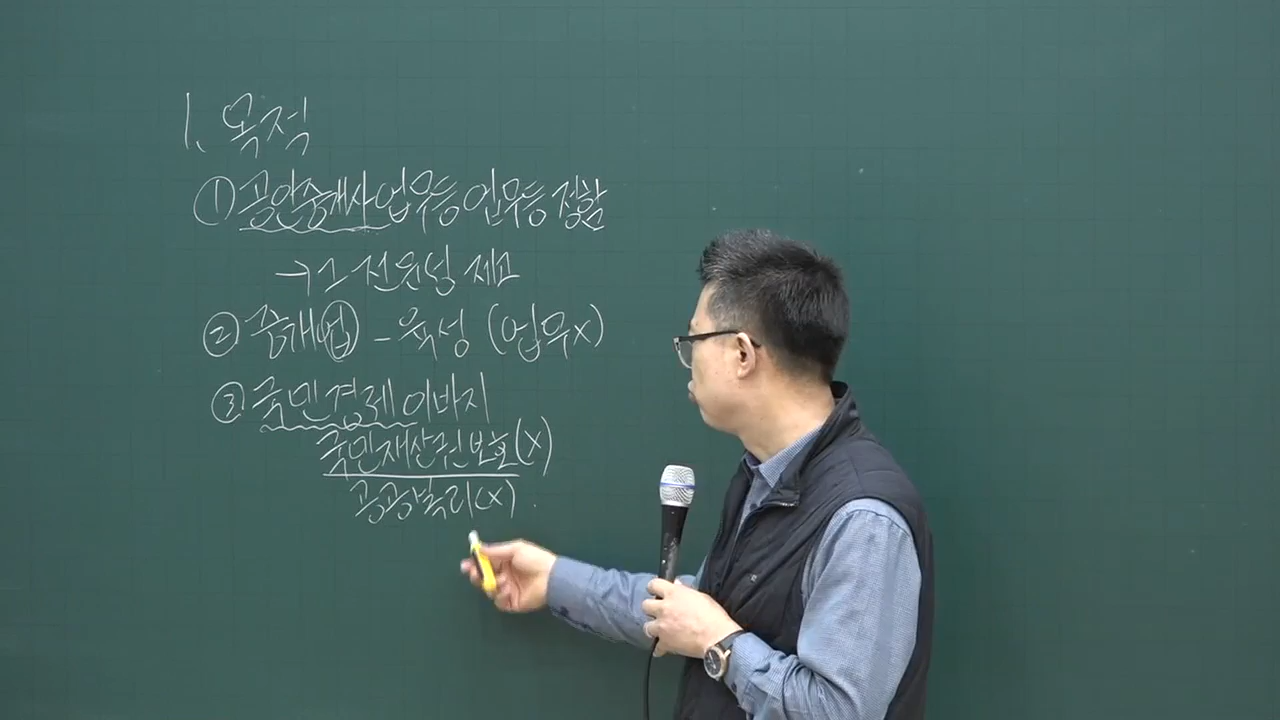 1. 목적
① 공인중개사 업무등 업무등 정함
→ 그 전문성 제고
② 중개업 - 육성 (업무x)
③ 국민경제 이바지
국민재산권 보호(x)
공공복리(x)